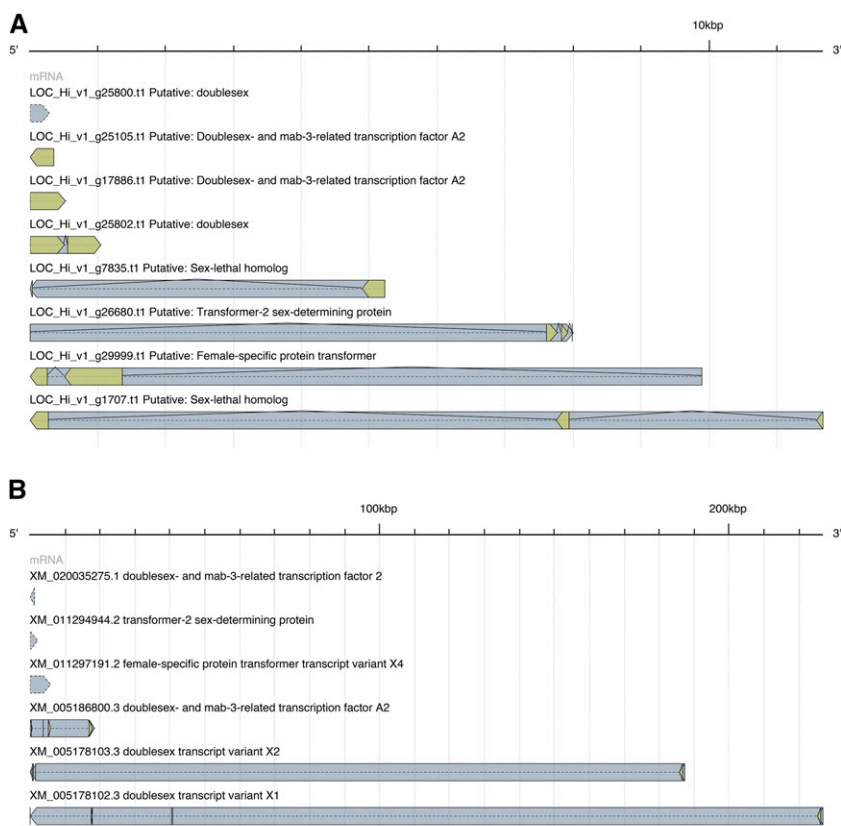 A
10kbp
5'
3'
mRNA
LOC_Hi_v1_g25800.t1 Putative: doublesex
LOC_Hi_v1_g25105.t1 Putative: Doublesex- and mab-3-related transcription factor A2
LOC_Hi_v1_g17886.t1 Putative: Doublesex- and mab-3-related transcription factor A2
LOC_Hi_v1_g25802.t1 Putative: doublesex
LOC_Hi_v1_g7835.t1 Putative: Sex-lethal homolog
LOC_Hi_v1_g26680.t1 Putative: Transformer-2 sex-determining protein
LOC_Hi_v1_g29999.t1 Putative: Female-specific protein transformer
LOC_Hi_v1_g1707.t1 Putative: Sex-lethal homolog
B
100kbp 200kbp
5' 3'
mRNA
XM_020035275.1 doublesex- and mab-3-related transcription factor 2
XM_011294944.2 transformer-2 sex-determining protein
XM_011297191.2 female-specific protein transformer transcript variant X4
XM_005186800.3 doublesex- and mab-3-related transcription factor A2
XM_005178103.3 doublesex transcript variant X2
XM_005178102.3 doublesex transcript variant X1